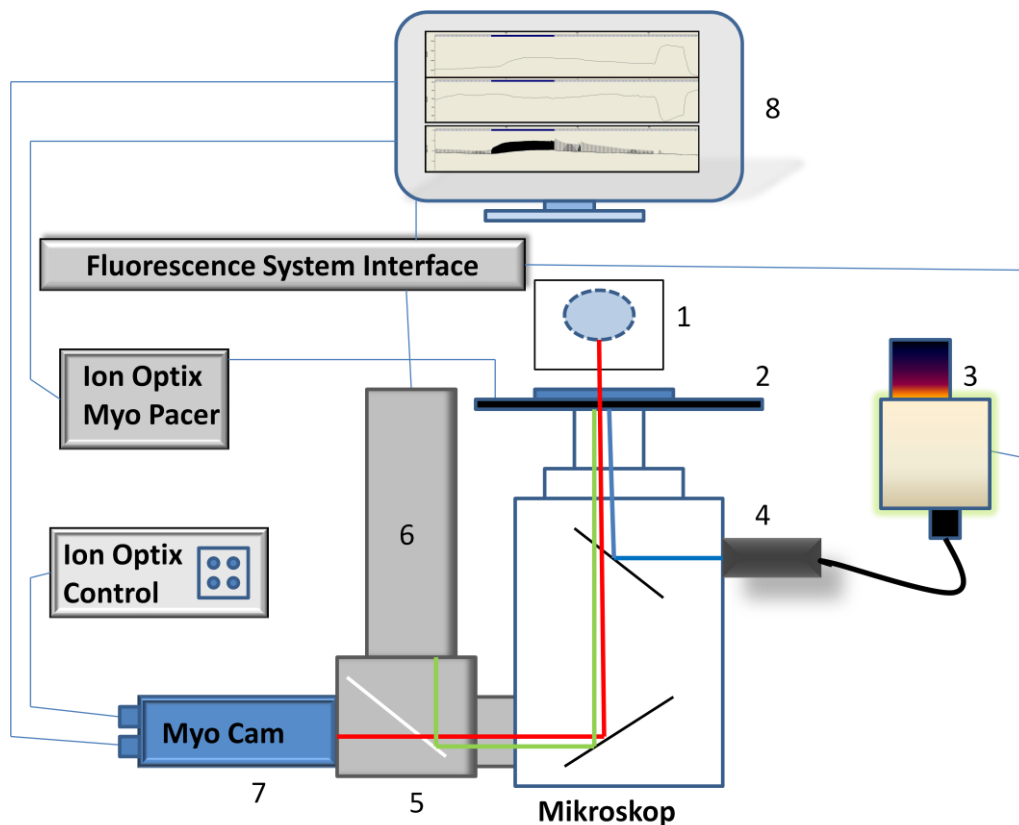 8
Fluorescence System Interface
1
Ion Optix
Myo Pacer
2
3
6
4
Ion Optix
Control
Myo Cam
7
5
Mikroskop